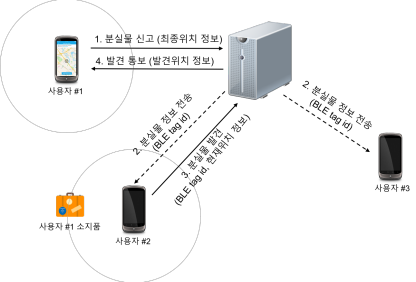 1. 분실물 신고 (최종위치 정보)
4. 발견 통보 (발견위치 정보)
사용자 #1
2. 분실물 정보 전송
(BLE tag id)
3. 분실물 발견
(BLE tag id, 현재위치 정보)
2. 분실물 정보 전송
(BLE tag id)
사용자 #3
사용자 #1 소지품
사용자 #2